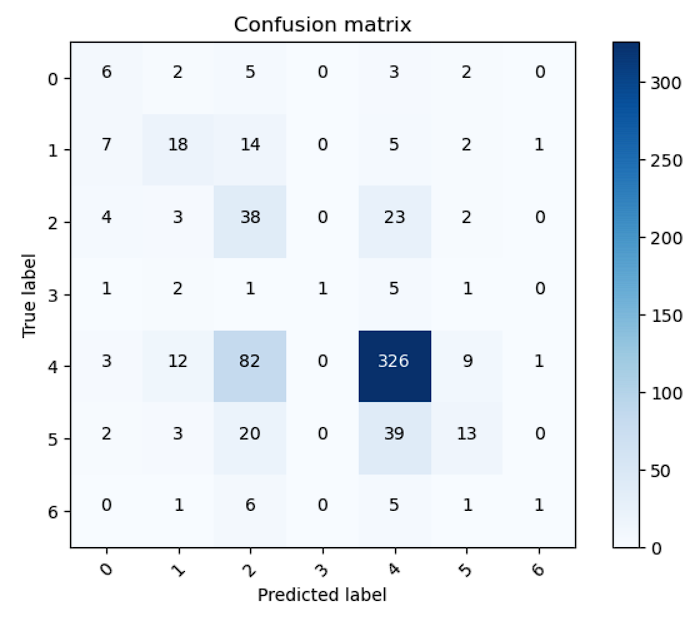 Confusion matrix
0 6 2 5 0 3 2 0
1 7 18 14 0 5 2 1
2 4 3 38 0 23 2 0
3 1 2 1 1 5 1 0
4 3 12 82 0 326 9 1
5 2 3 20 0 39 13 0
6 0 1 6 0 5 1 1
0 1 2 3 4 5 6
True label
Predicted label
300
250
200
150
100
50
0